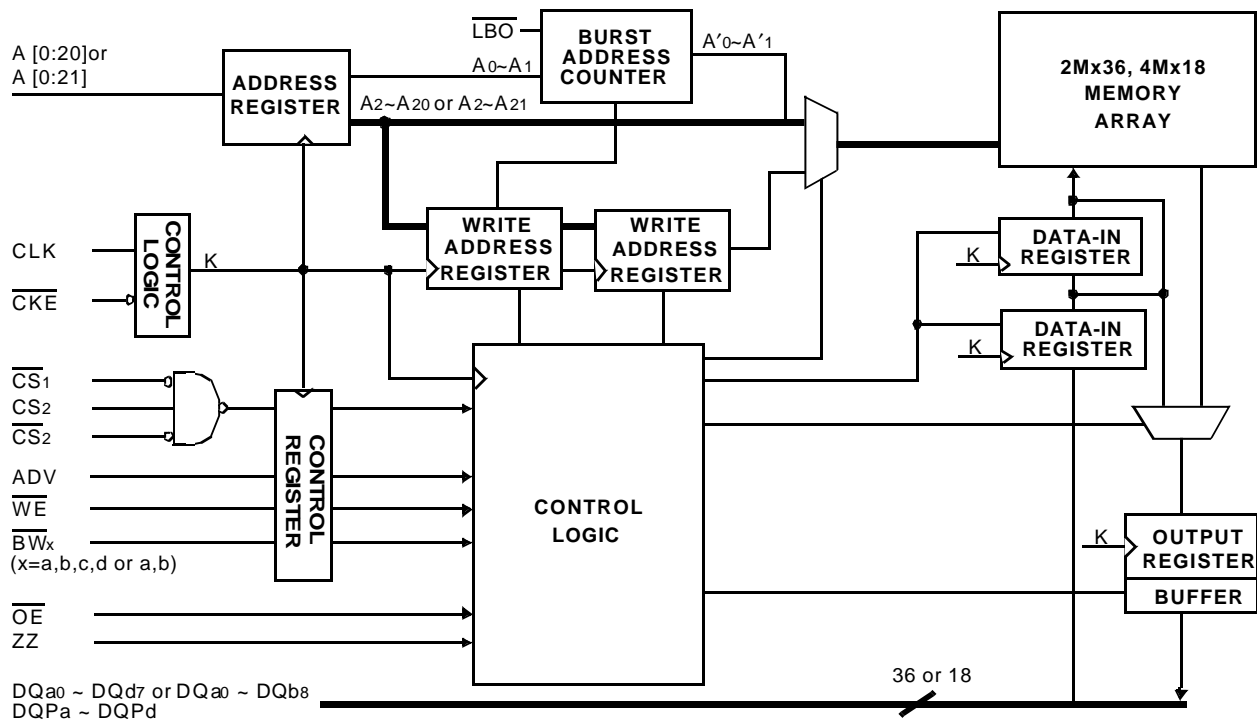 A [0:20]or
A [0:21]
ADDRESS
REGISTER
LBO
BURST
ADDRESS
COUNTER
A0~A1
A′0~A′1
A2~A20 or A2~A21
2Mx36, 4Mx18
MEMORY
ARRAY
WRITE
ADDRESS
REGISTER
WRITE
ADDRESS
REGISTER
CLK
CKE
CONTROL
LOGIC
K
K
DATA-IN
REGISTER
K
DATA-IN
REGISTER
CS1
CS2
CS2
ADV
WE
BWx
(x=a,b,c,d or a,b)
CONTROL
REGISTER
CONTROL
LOGIC
K
OUTPUT
REGISTER
BUFFER
OE
ZZ
DQa0 ~ DQd7 or DQa0 ~ DQb8
DQPa ~ DQPd
36 or 18